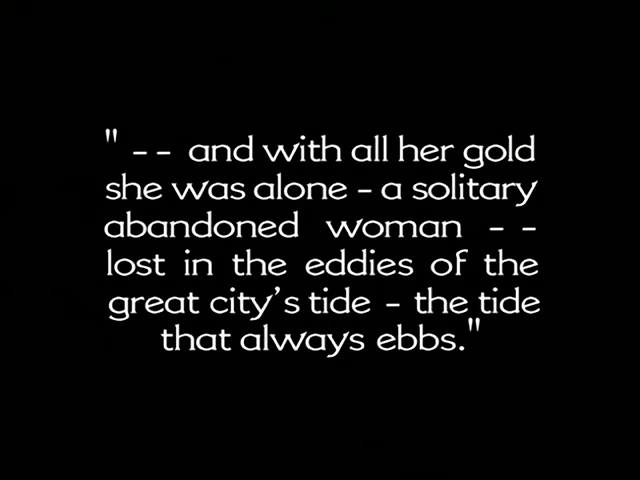 " -- and with all her gold
she was alone - a solitary
abandoned woman - -
lost in the eddies of the
great city's tide - the tide
that always ebbs."